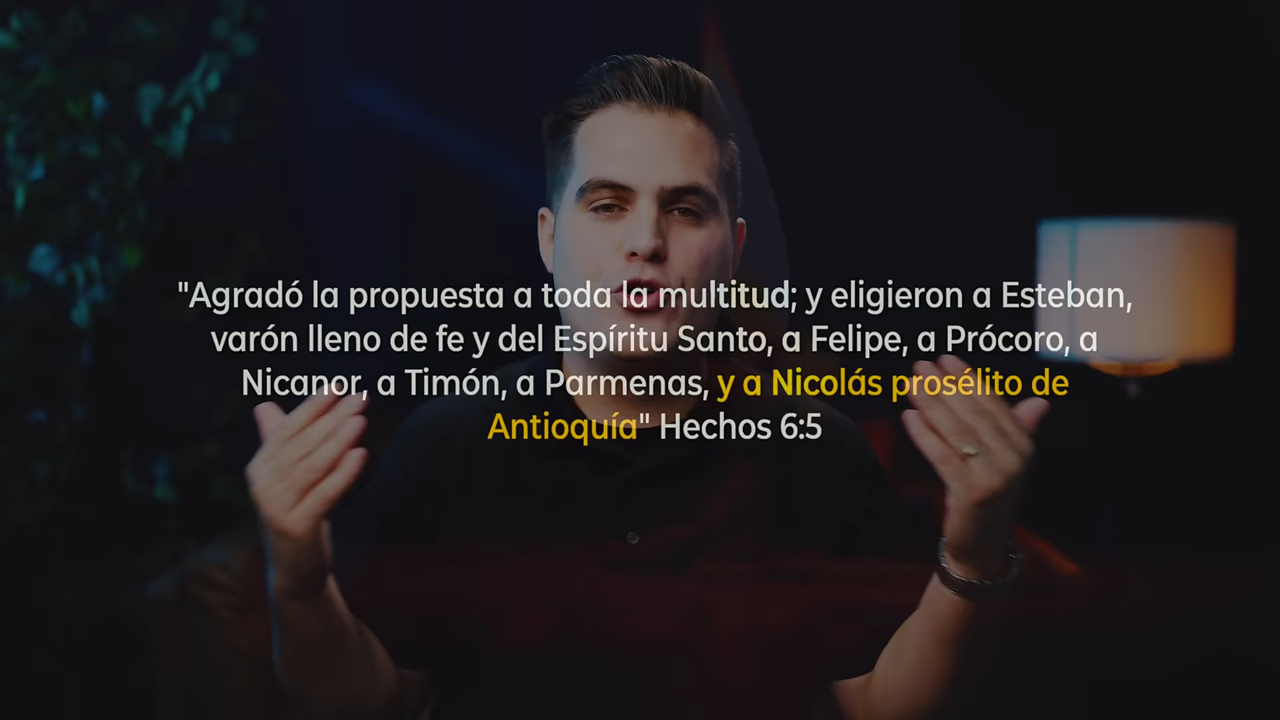 "Agradó la propuesta a toda la multitud; y eligieron a Esteban,
varón lleno de fe y del Espíritu Santo, a Felipe, a Prócoro, a
Nicanor, a Timón, a Parmenas, y a Nicolás prosélito de
Antioquía" Hechos 6:5